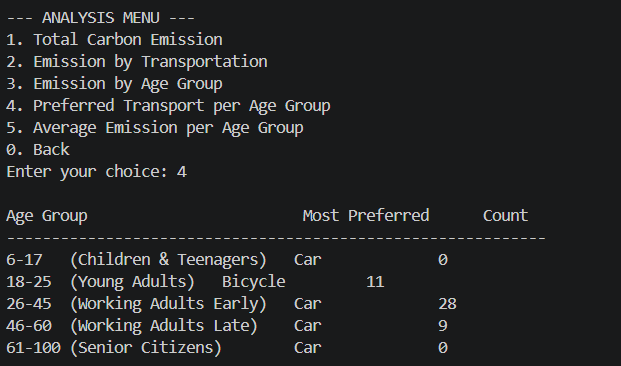 --- ANALYSIS MENU ---
1. Total Carbon Emission
2. Emission by Transportation
3. Emission by Age Group
4. Preferred Transport per Age Group
5. Average Emission per Age Group
0. Back
Enter your choice: 4

Age Group                        Most Preferred      Count
------------------------------------------------------------
6-17   (Children & Teenagers)   Car             0
18-25  (Young Adults)   Bicycle         11
26-45  (Working Adults Early)   Car             28
46-60  (Working Adults Late)    Car             9
61-100 (Senior Citizens)        Car             0